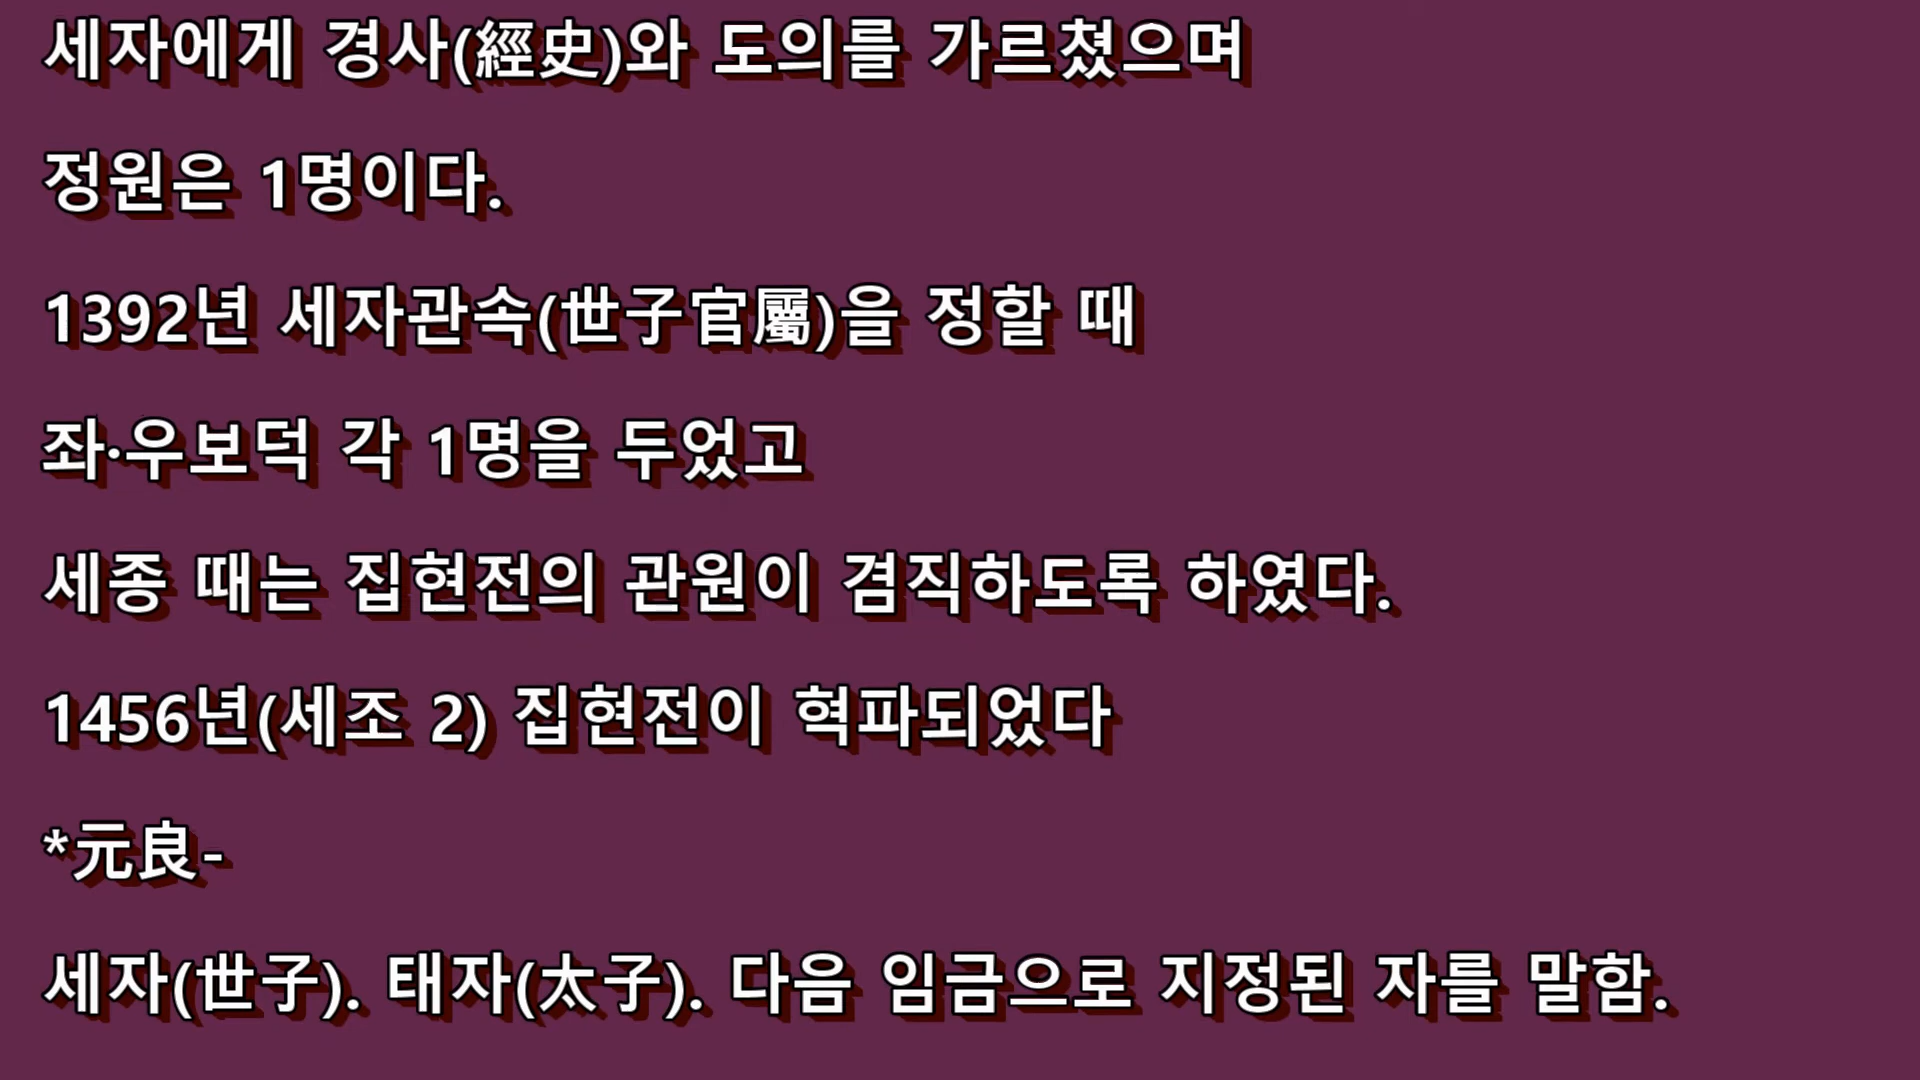 세자에게 경사(經史)와 도의를 가르쳤으며
정원은 1명이다.
1392년 세자관속(世子官屬)을 정할 때
좌·우보덕 각 1명을 두었고
세종 때는 집현전의 관원이 겸직하도록 하였다.
1456년(세조 2) 집현전이 혁파되었다
*元良-
세자(世子). 태자(太子). 다음 임금으로 지정된 자를 말함.